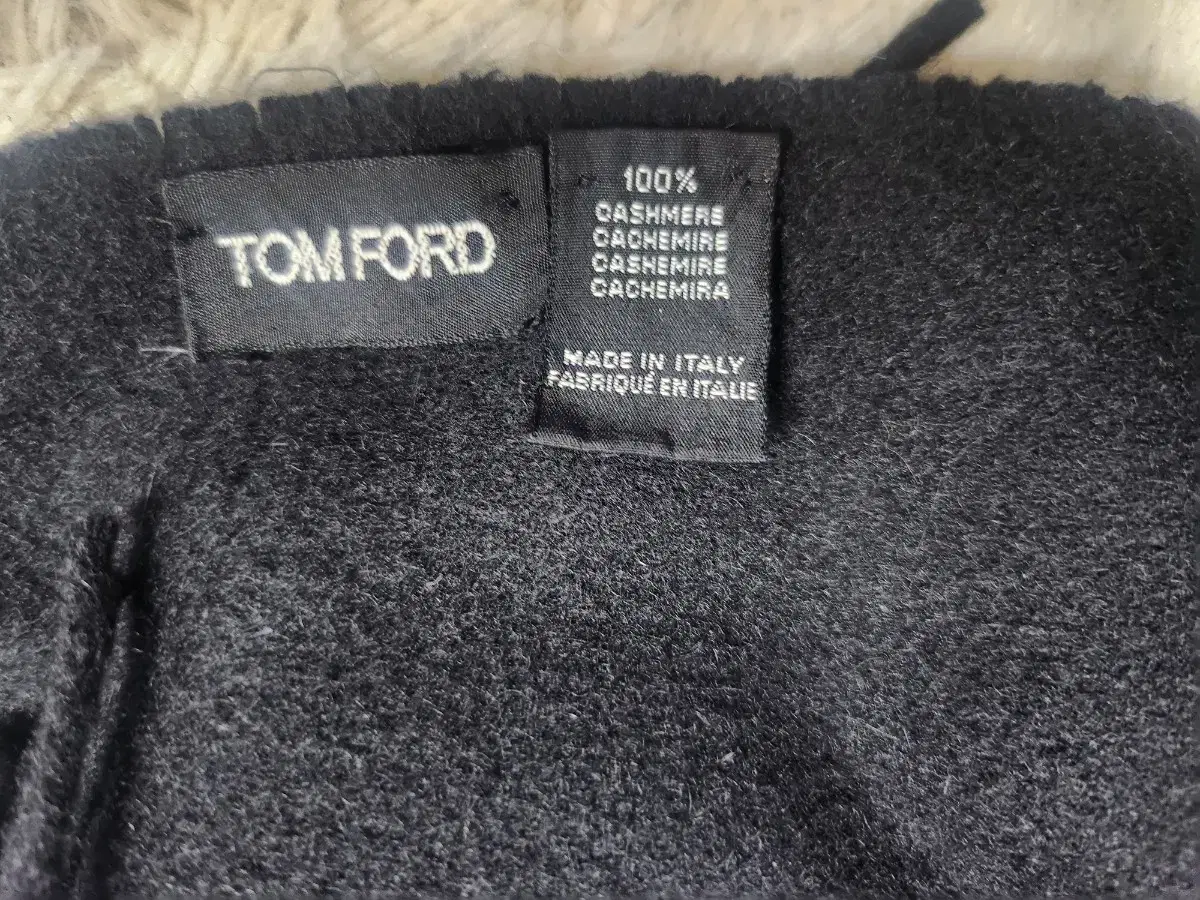 TOM FORD
100%
CASHMERE
CACHEMIRE
CASHEMIRE
CACHEMIRA
MADE IN ITALY
FABRIQUÉ EN ITALIE